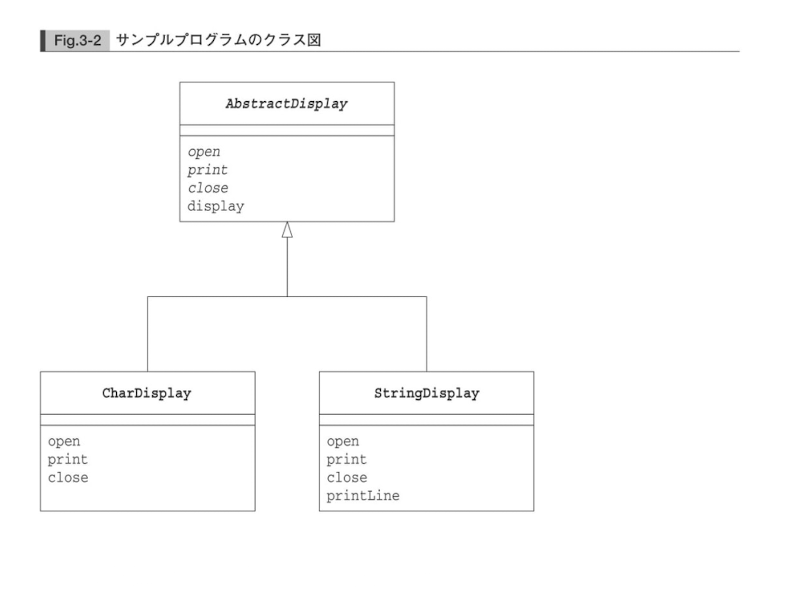 Fig.3-2 サンプルプログラムのクラス図
AbstractDisplay
open
print
close
display
CharDisplay
open
print
close
StringDisplay
open
print
close
printLine